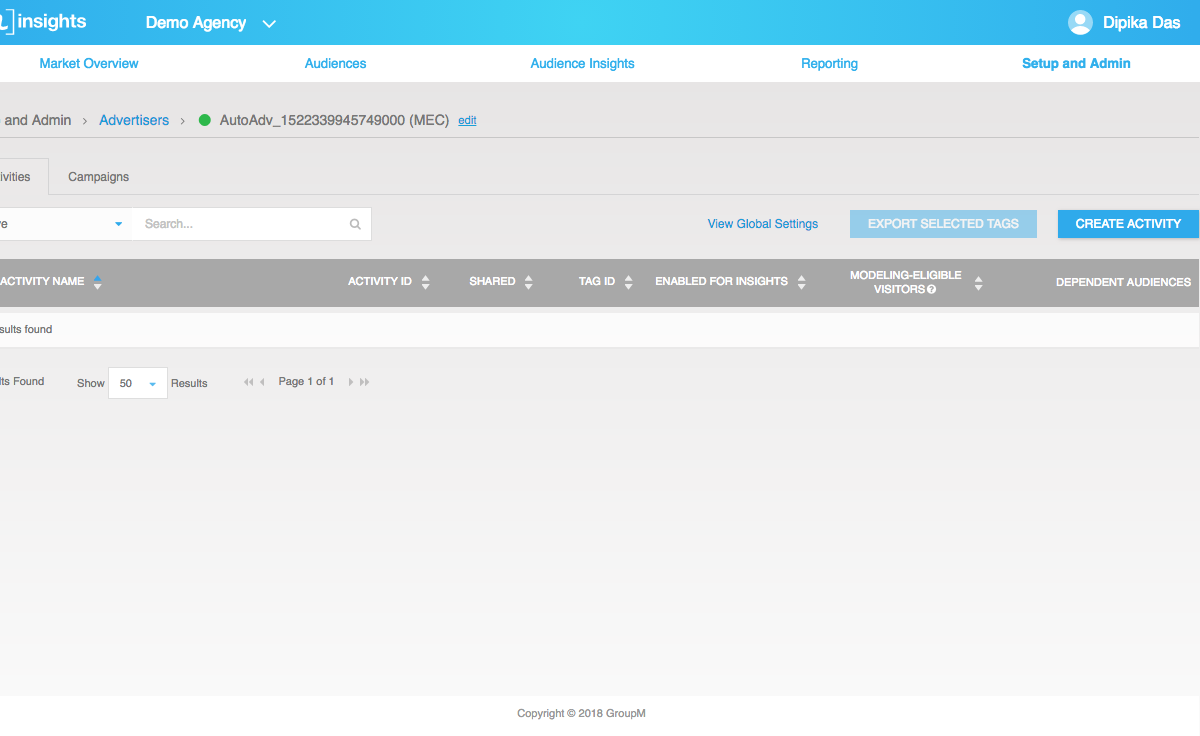 insights
Demo Agency
Dipika Das
Market Overview
Audiences
Audience Insights
Reporting
Setup and Admin
and Admin › Advertisers › AutoAdv_1522339945749000 (MEC) edit
ivities
Campaigns
Search...
View Global Settings
EXPORT SELECTED TAGS
CREATE ACTIVITY
ACTIVITY NAME
ACTIVITY ID
SHARED
TAG ID
ENABLED FOR INSIGHTS
MODELING-ELIGIBLE
VISITORS
DEPENDENT AUDIENCES
sults found
lts Found
Show 50 Results
Page 1 of 1
Copyright © 2018 GroupM